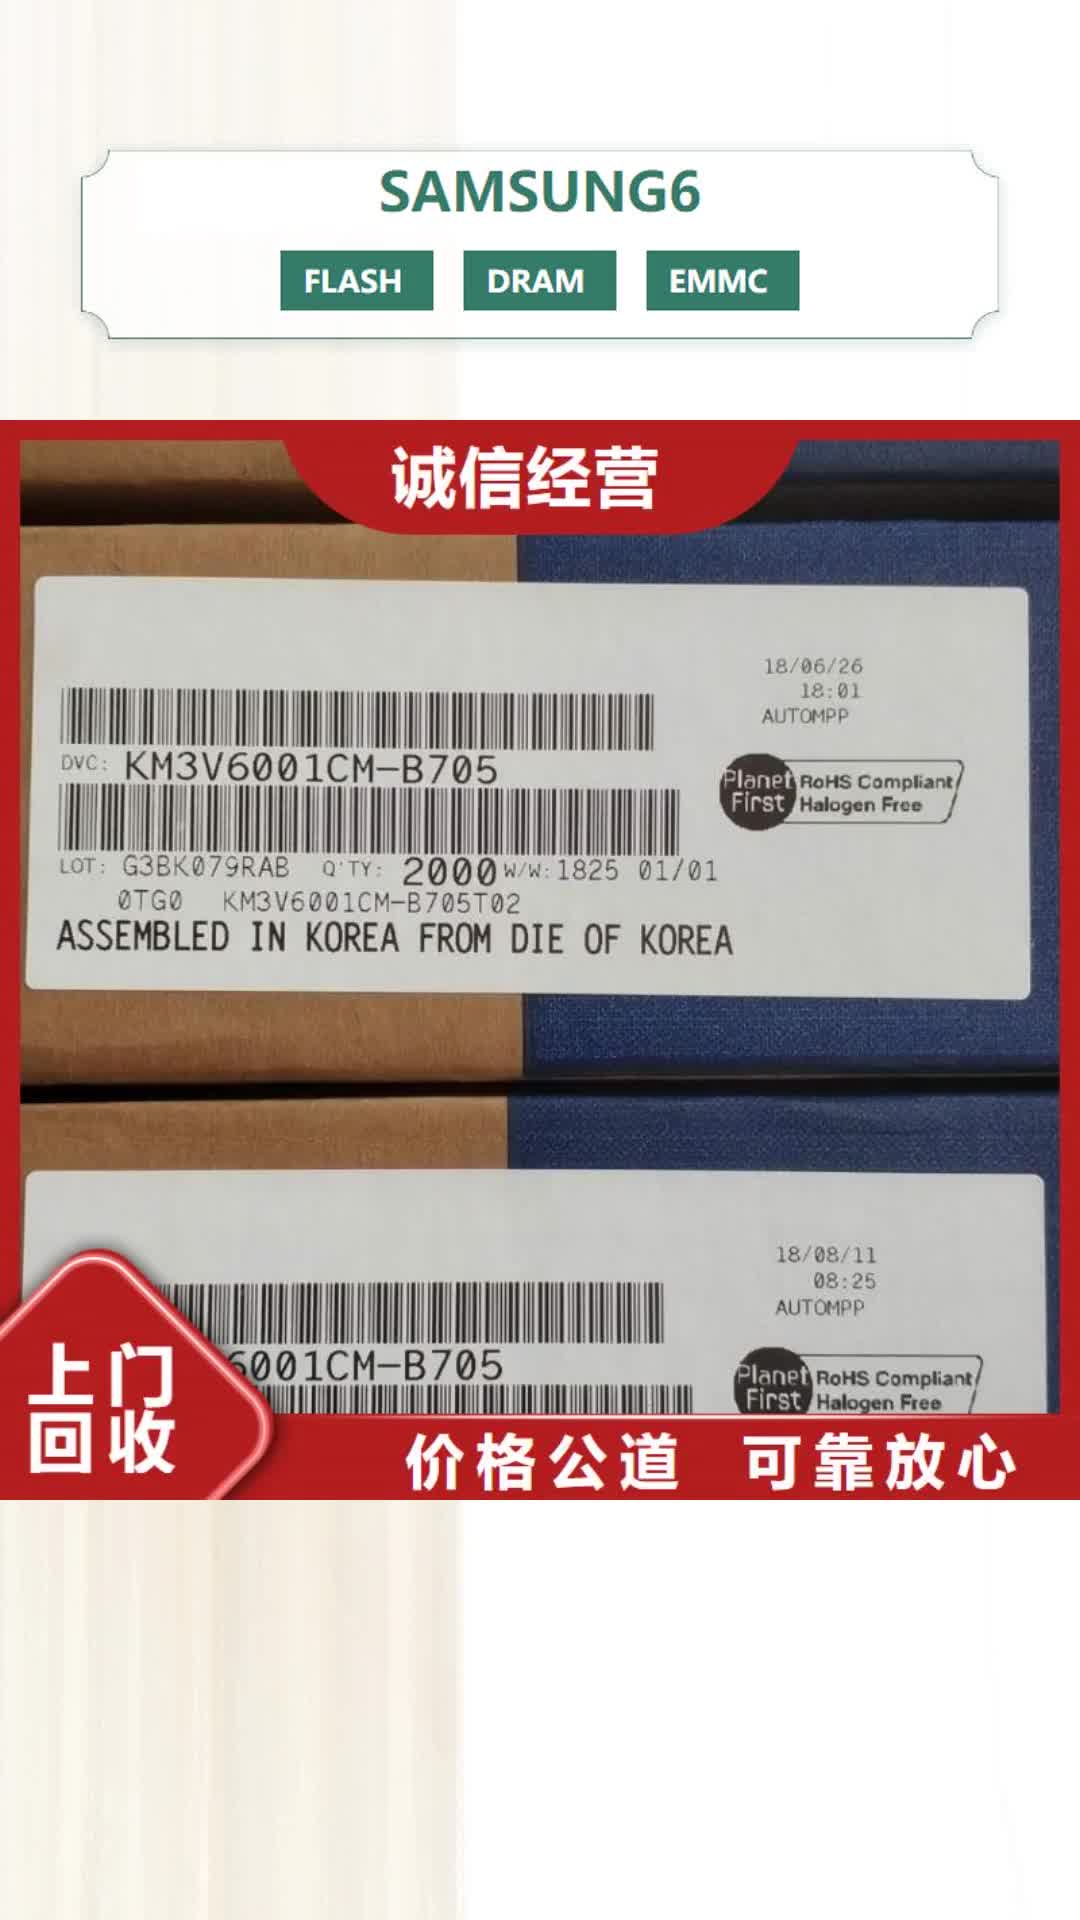 SAMSUNG6
FLASH DRAM EMMC
诚信经营
18/06/26
18:01
AUTOMPP
DVC: KM3V6001CM-B705
Planet First
RoHS Compliant
Halogen Free
LOT: G3BK079RAB Q'TY: 2000 W/W: 1825 01/01
0TG0 KM3V6001CM-B705T02
ASSEMBLED IN KOREA FROM DIE OF KOREA
18/08/11
08:25
AUTOMPP
6001CM-B705
Planet First
RoHS Compliant
Halogen Free
上门
回收
价格公道 可靠放心